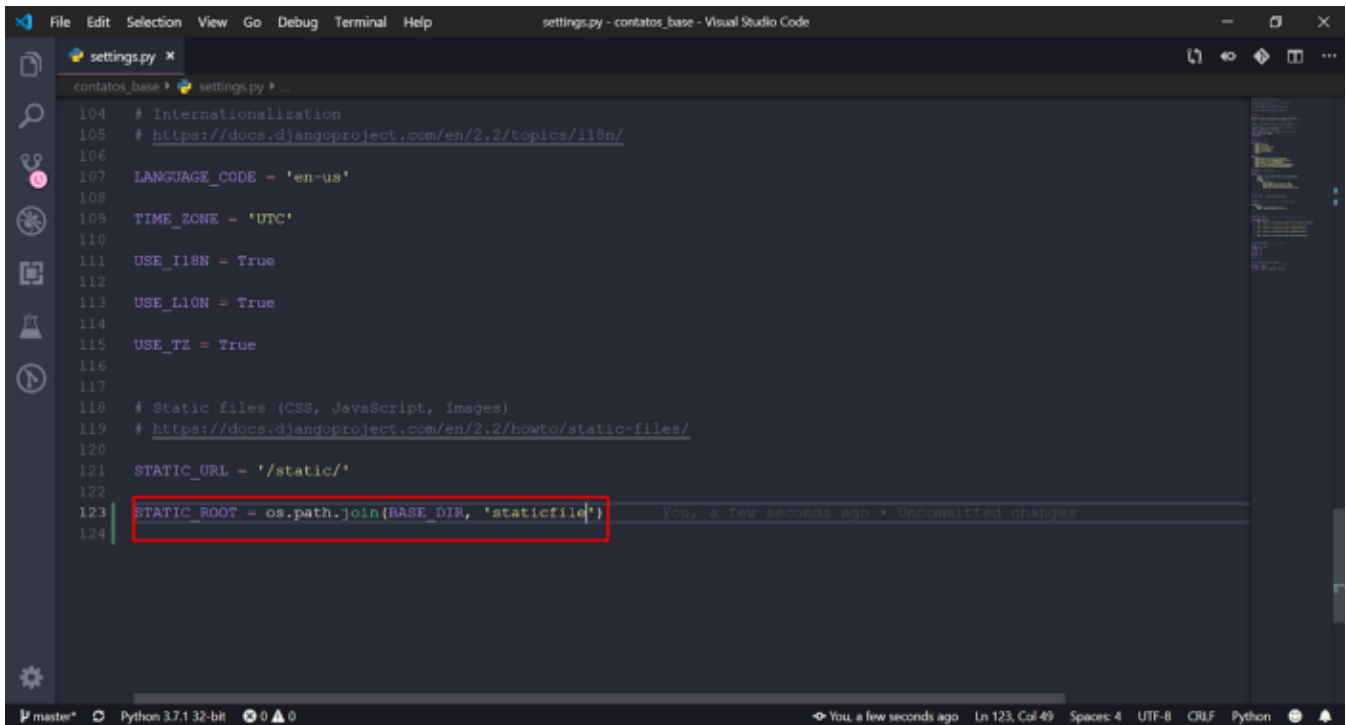 File Edit Selection View Go Debug Terminal Help settings.py - contatos_base - Visual Studio Code
settings.py
contatos_base settings.py ...
104 # Internationalization
105 # https://docs.djangoproject.com/en/2.2/topics/i18n/
106
107 LANGUAGE_CODE = 'en-us'
108
109 TIME_ZONE = 'UTC'
110
111 USE_I18N = True
112
113 USE_L10N = True
114
115 USE_TZ = True
116
117
118 # Static files (CSS, JavaScript, Images)
119 # https://docs.djangoproject.com/en/2.2/howto/static-files/
120
121 STATIC_URL = '/static/'
122
123 STATIC_ROOT = os.path.join(BASE_DIR, 'staticfile') You, a few seconds ago • Uncommitted changes
124
master* Python 3.7.1 32-bit 0 0 You, a few seconds ago Ln 123, Col 49 Spaces: 4 UTF-8 CRLF Python